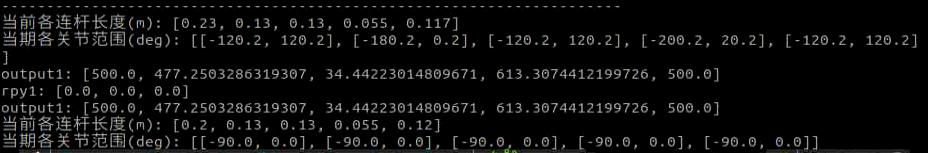 --------------------------------------------------------------------
当前各连杆长度(m): [0.23, 0.13, 0.13, 0.055, 0.117]
当期各关节范围(deg): [[-120.2, 120.2], [-180.2, 0.2], [-120.2, 120.2], [-200.2, 20.2], [-120.2, 120.2]
]
output1: [500.0, 477.2503286319307, 34.44223014809671, 613.3074412199726, 500.0]
rpy1: [0.0, 0.0, 0.0]
output1: [500.0, 477.2503286319307, 34.44223014809671, 613.3074412199726, 500.0]
当前各连杆长度(m): [0.2, 0.13, 0.13, 0.055, 0.12]
当期各关节范围(deg): [[-90.0, 0.0], [-90.0, 0.0], [-90.0, 0.0], [-90.0, 0.0], [-90.0, 0.0]]